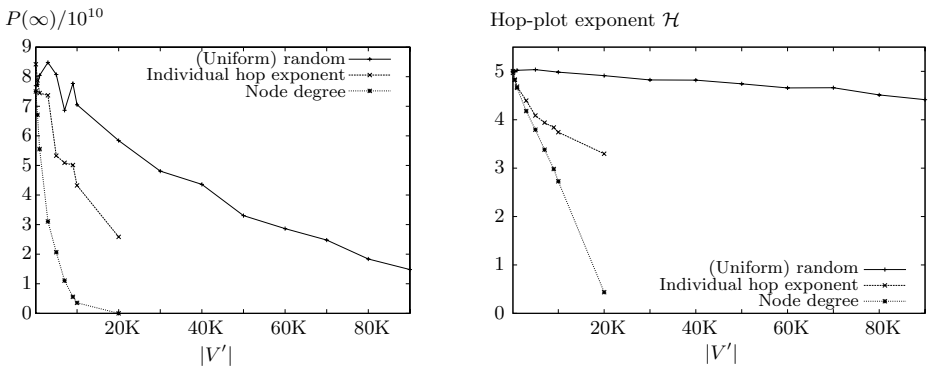 P(∞)/10^10
9
8
7
6
5
4
3
2
1
0
(Uniform) random
Individual hop exponent
Node degree
20K 40K 60K 80K
|V′|
Hop-plot exponent ℋ
5
4
3
2
1
0
(Uniform) random
Individual hop exponent
Node degree
20K 40K 60K 80K
|V′|